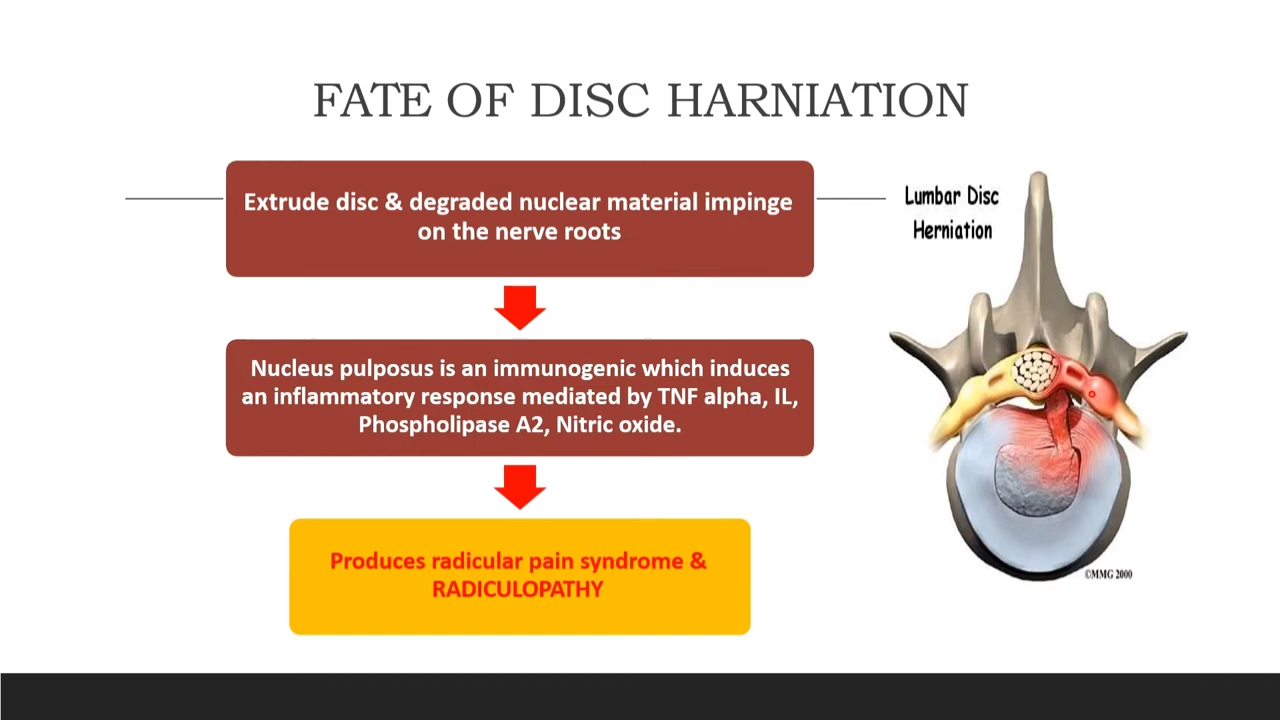 FATE OF DISC HARNIATION
Extrude disc & degraded nuclear material impinge
on the nerve roots
Nucleus pulposus is an immunogenic which induces
an inflammatory response mediated by TNF alpha, IL,
Phospholipase A2, Nitric oxide.
Produces radicular pain syndrome &
RADICULOPATHY
Lumbar Disc
Herniation
©MMG 2000